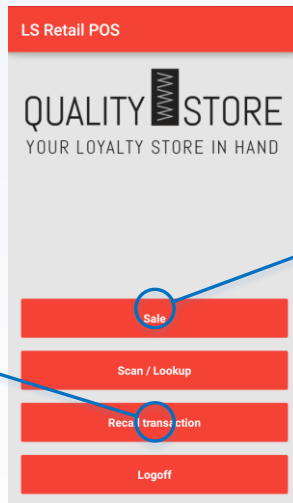 LS Retail POS
QUALITY STORE
YOUR LOYALTY STORE IN HAND
Sale
Scan / Lookup
Recall transaction
Logoff